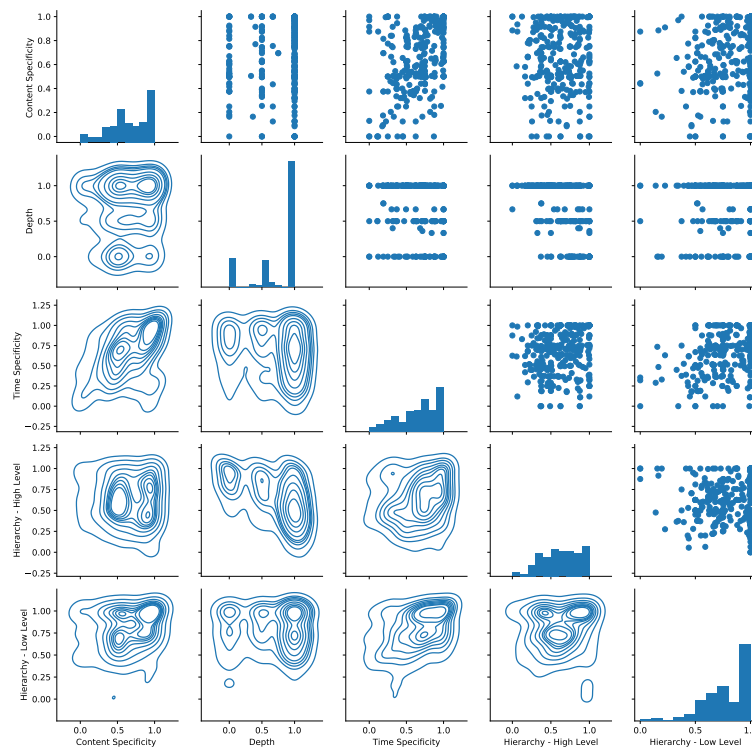 1.0
0.8
0.6
0.4
0.2
0.0
Content Specificity
1.0
0.5
0.0
Depth
1.25
1.00
0.75
0.50
0.25
0.00
−0.25
Time Specificity
1.25
1.00
0.75
0.50
0.25
0.00
−0.25
Hierarchy - High Level
1.00
0.75
0.50
0.25
0.00
Hierarchy - Low Level
0.0 0.5 1.0
Content Specificity
0.0 0.5 1.0
Depth
0.0 0.5 1.0
Time Specificity
0.0 0.5 1.0
Hierarchy - High Level
0.0 0.5 1.
Hierarchy - Low Level